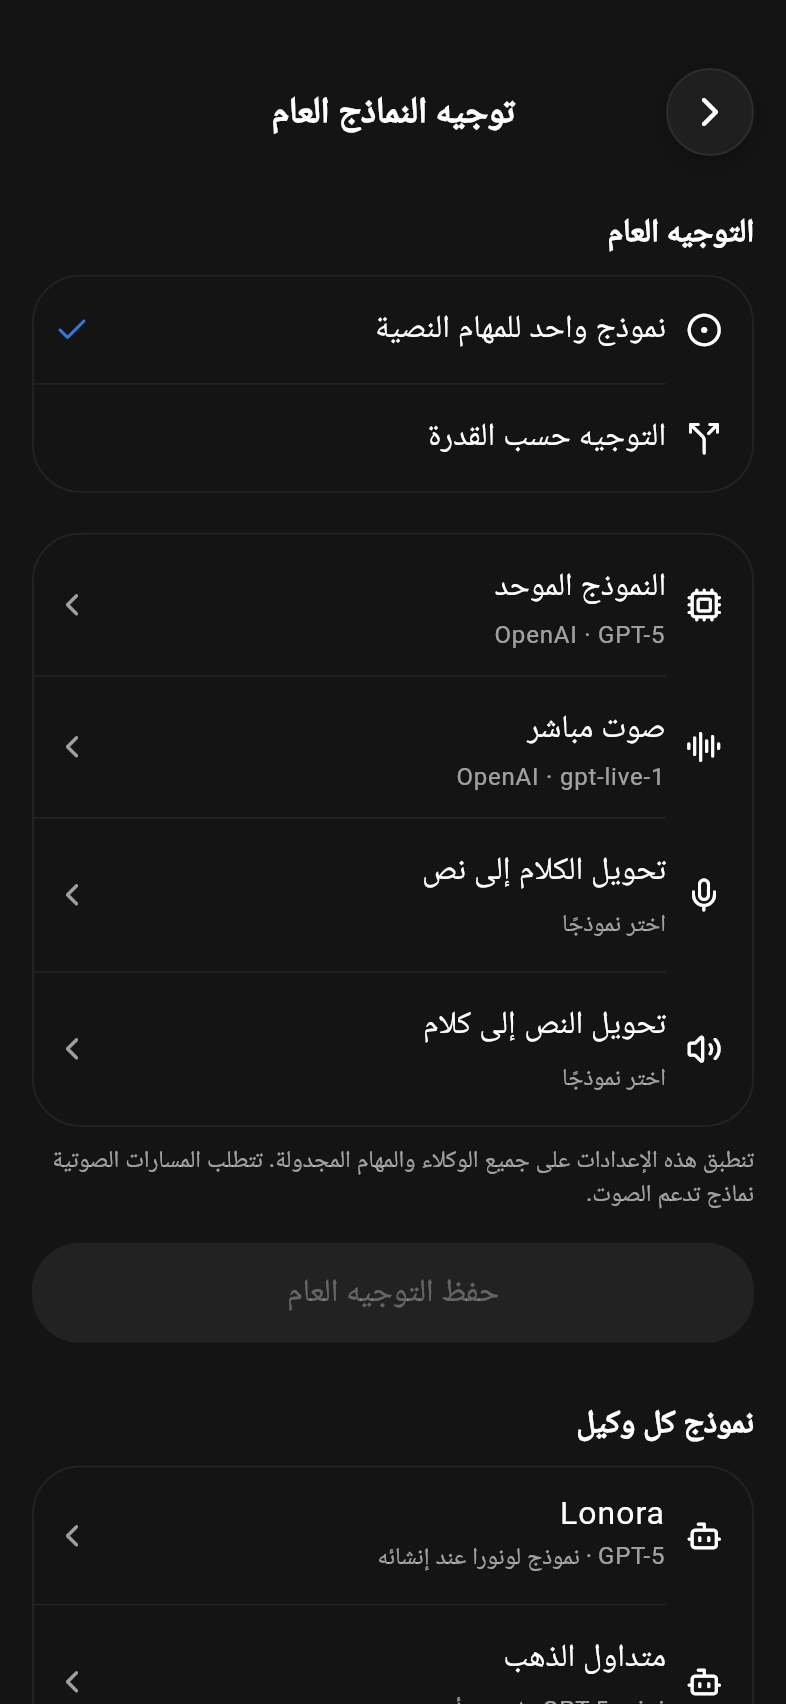 توجيه النماذج العام
التوجيه العام
نموذج واحد للمهام النصية
التوجيه حسب القدرة
النموذج الموحد
OpenAI · GPT-5
صوت مباشر
OpenAI · gpt-live-1
تحويل الكلام إلى نص
اختر نموذجًا
تحويل النص إلى كلام
اختر نموذجًا
تنطبق هذه الإعدادات على جميع الوكلاء والمهام المجدولة. تتطلب المسارات الصوتية
نماذج تدعم الصوت.
حفظ التوجيه العام
نموذج كل وكيل
Lonora
GPT-5 · نموذج لونورا عند إنشائه
متداول الذهب